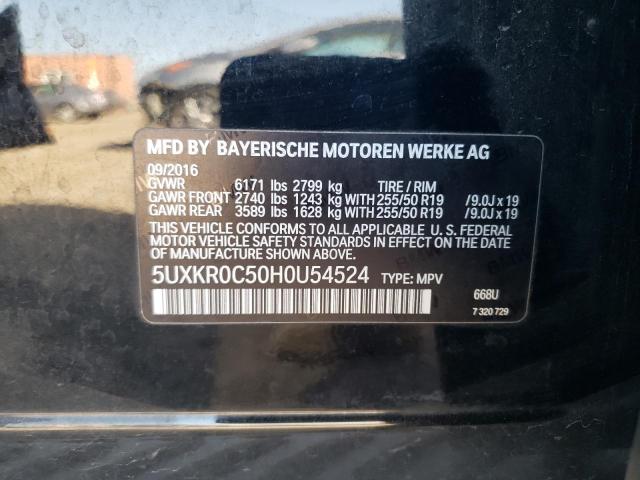 MFD BY BAYERISCHE MOTOREN WERKE AG
09/2016
GVWR 6171 lbs 2799 kg TIRE / RIM
GAWR FRONT 2740 lbs 1243 kg WITH 255/50 R19 /9.0J x 19
GAWR REAR 3589 lbs 1628 kg WITH 255/50 R19 /9.0J x 19
THIS VEHICLE CONFORMS TO ALL APPLICABLE U. S. FEDERAL
MOTOR VEHICLE SAFETY STANDARDS IN EFFECT ON THE DATE
OF MANUFACTURE SHOWN ABOVE.
5UXKR0C50H0U54524 TYPE: MPV
668U
7 320 729